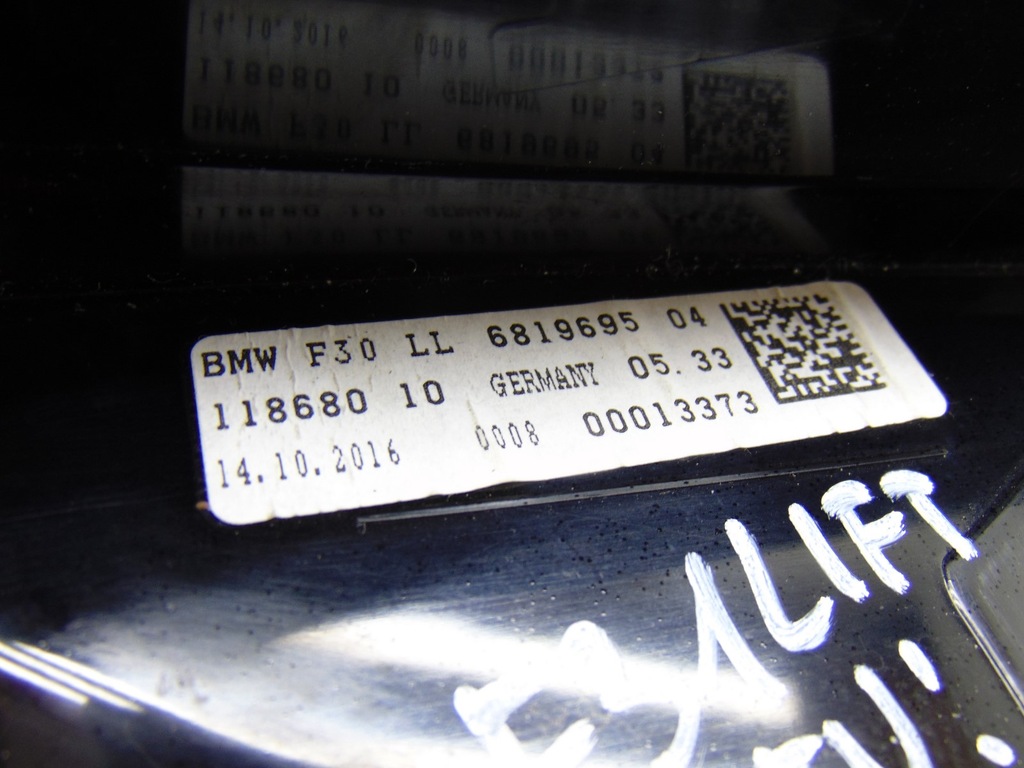 BMW F30 LL 6819695 04
118680 10 GERMANY 05.33
14.10.2016 0008 00013373
LIFT